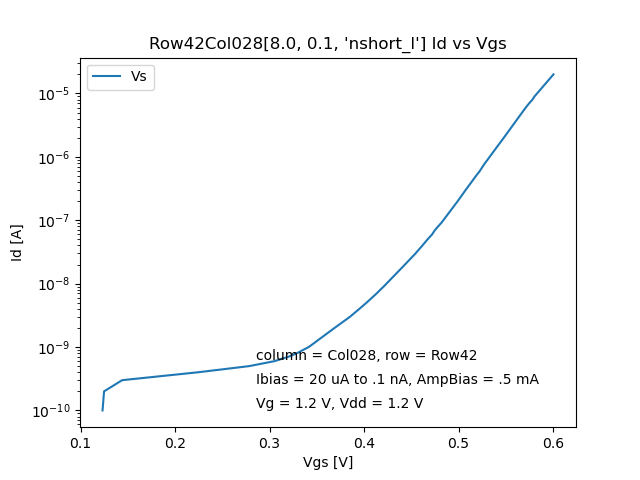 Row42Col028[8.0, 0.1, 'nshort_l'] Id vs Vgs
Vs
10⁻⁵
10⁻⁶
10⁻⁷
10⁻⁸
10⁻⁹
10⁻¹⁰
Id [A]
column = Col028, row = Row42
Ibias = 20 uA to .1 nA, AmpBias = .5 mA
Vg = 1.2 V, Vdd = 1.2 V
0.1 0.2 0.3 0.4 0.5 0.6
Vgs [V]